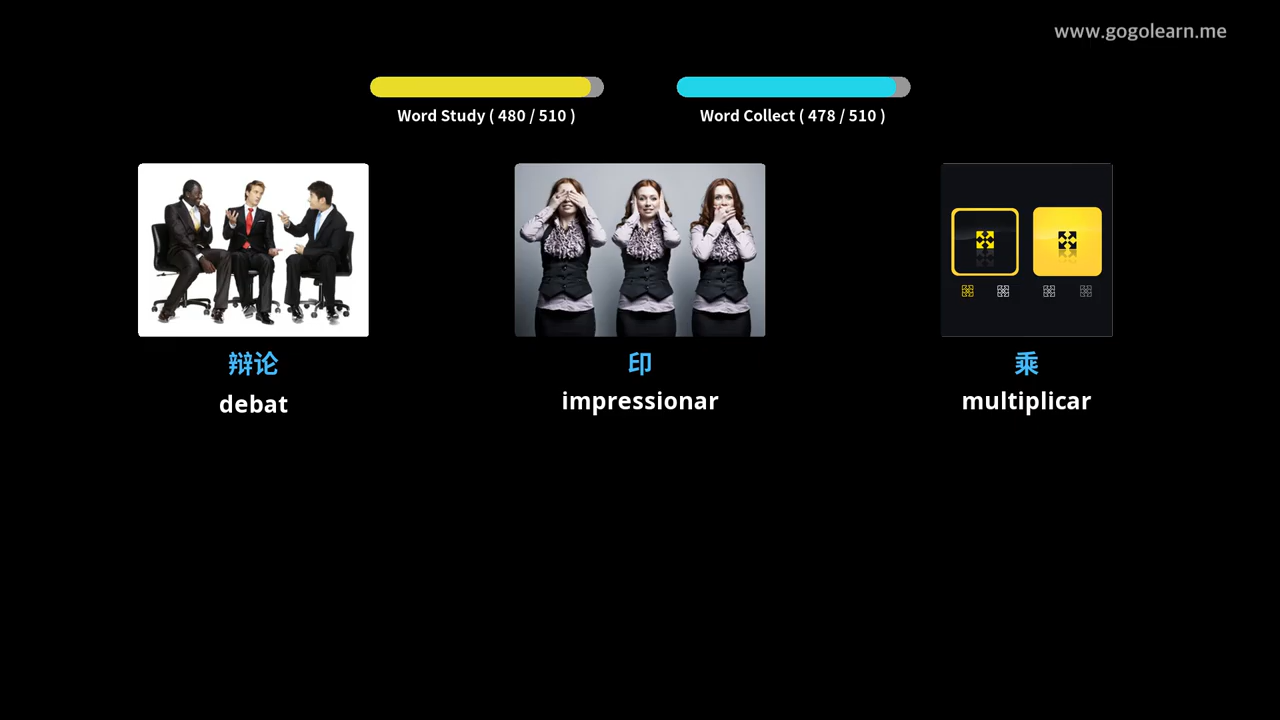 www.gogolearn.me
Word Study ( 480 / 510 )
Word Collect ( 478 / 510 )
辩论
debat
印
impressionar
乘
multiplicar